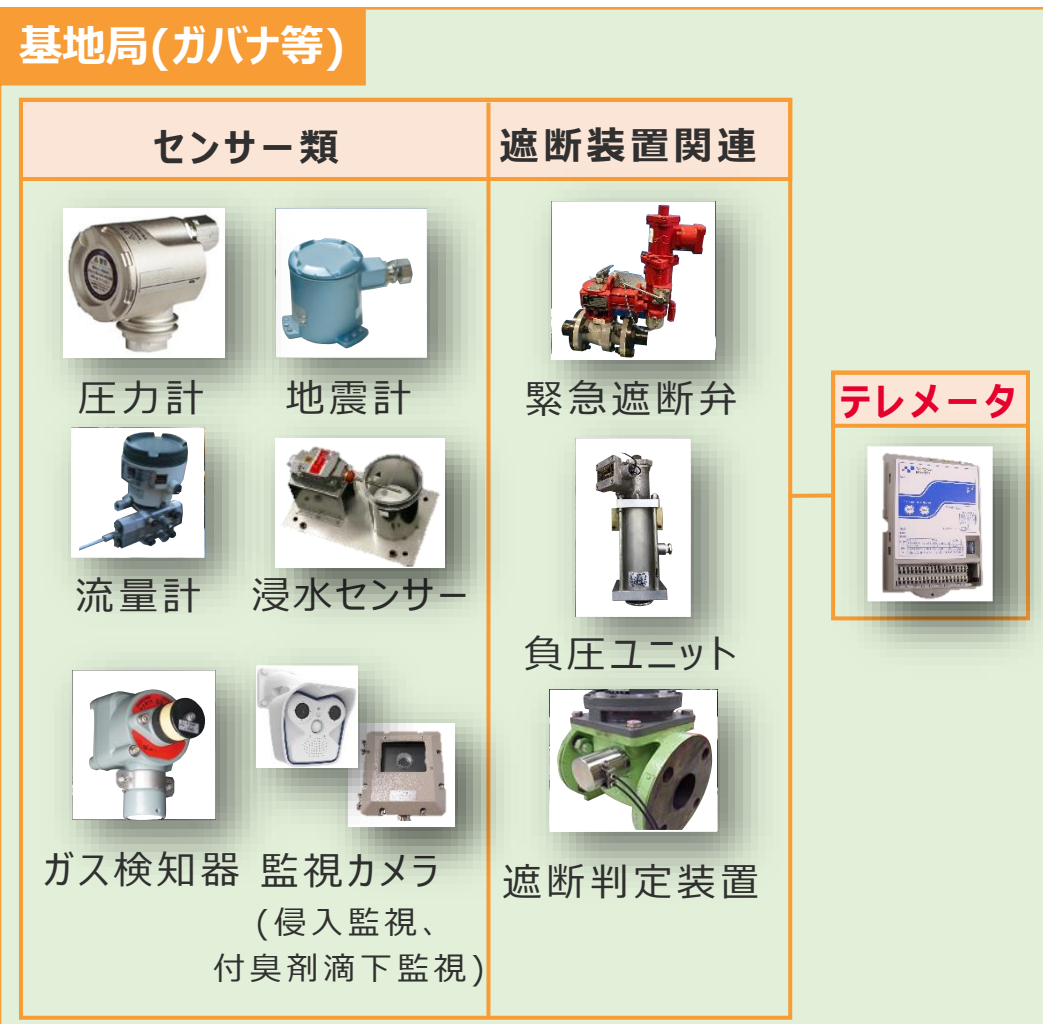 基地局(ガバナ等)
センサー類
遮断装置関連
圧力計
地震計
緊急遮断弁
テレメータ
流量計
浸水センサー
負圧ユニット
ガス検知器
監視カメラ
(侵入監視、
付臭剤滴下監視)
遮断判定装置